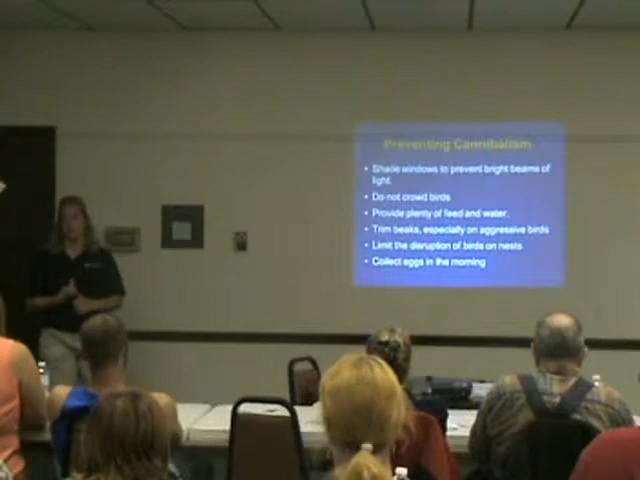 Preventing Cannibalism
• Shade windows to prevent bright beams of
light.
• Do not crowd birds
• Provide plenty of feed and water.
• Trim beaks, especially on aggressive birds
• Limit the disruption of birds on nests
• Collect eggs in the morning